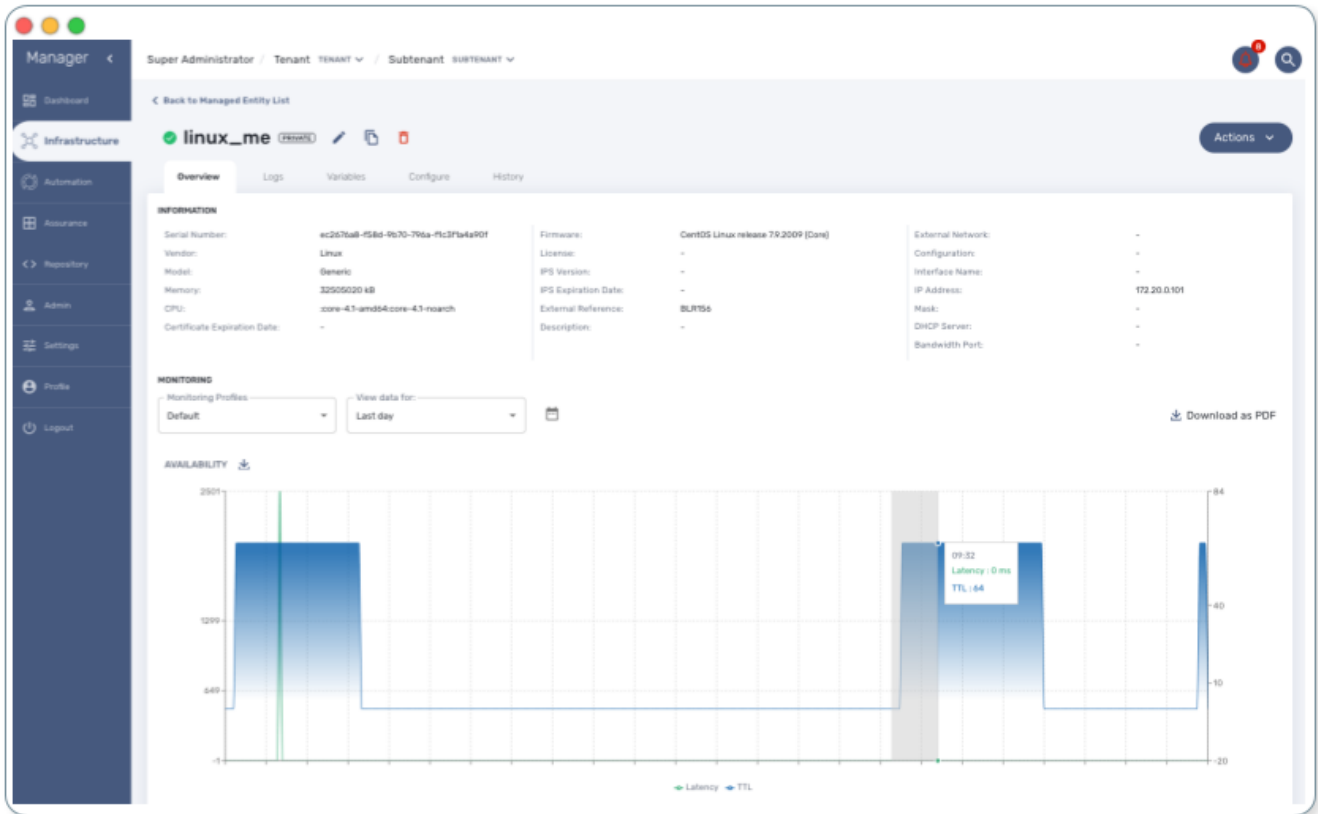 Manager
Super Administrator / Tenant TENANT / Subtenant SUBTENANT
8
Dashboard
Infrastructure
Automation
Assurance
Repository
Admin
Settings
Profile
Logout
Back to Managed Entity List
linux_me PRIVATE
Actions
Overview Logs Variables Configure History
INFORMATION
Serial Number: ec2676a8-f58d-9b70-796a-f1c3f1a4a90f
Vendor: Linux
Model: Generic
Memory: 32505020 kB
CPU: :core-4.1-amd64:core-4.1-noarch
Certificate Expiration Date: -
Firmware: CentOS Linux release 7.9.2009 (Core)
License: -
IPS Version: -
IPS Expiration Date: -
External Reference: BLR156
Description: -
External Network: -
Configuration: -
Interface Name: -
IP Address: 172.20.0.101
Mask: -
DHCP Server: -
Bandwidth Port: -
MONITORING
Monitoring Profiles
Default
View data for:
Last day
Download as PDF
AVAILABILITY
2501
1299
649
-1
84
40
10
-20
09:32
Latency : 0 ms
TTL : 64
Latency TTL